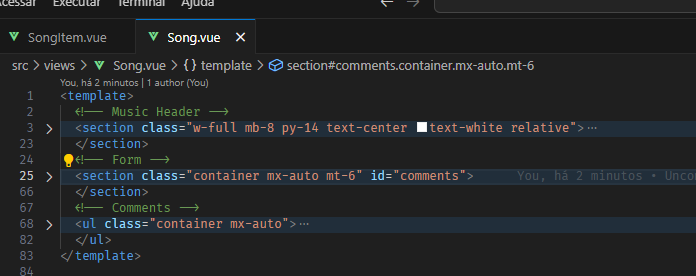 Acessar Executar Terminal Ajuda
SongItem.vue Song.vue
src > views > Song.vue > {} template > section#comments.container.mx-auto.mt-6
You, há 2 minutos | 1 author (You)
1 <template>
2 <!-- Music Header -->
3 <section class="w-full mb-8 py-14 text-center text-white relative">…
23 </section>
24 <!-- Form -->
25 <section class="container mx-auto mt-6" id="comments"> You, há 2 minutos • Unco
66 </section>
67 <!-- Comments -->
68 <ul class="container mx-auto">…
82 </ul>
83 </template>
84